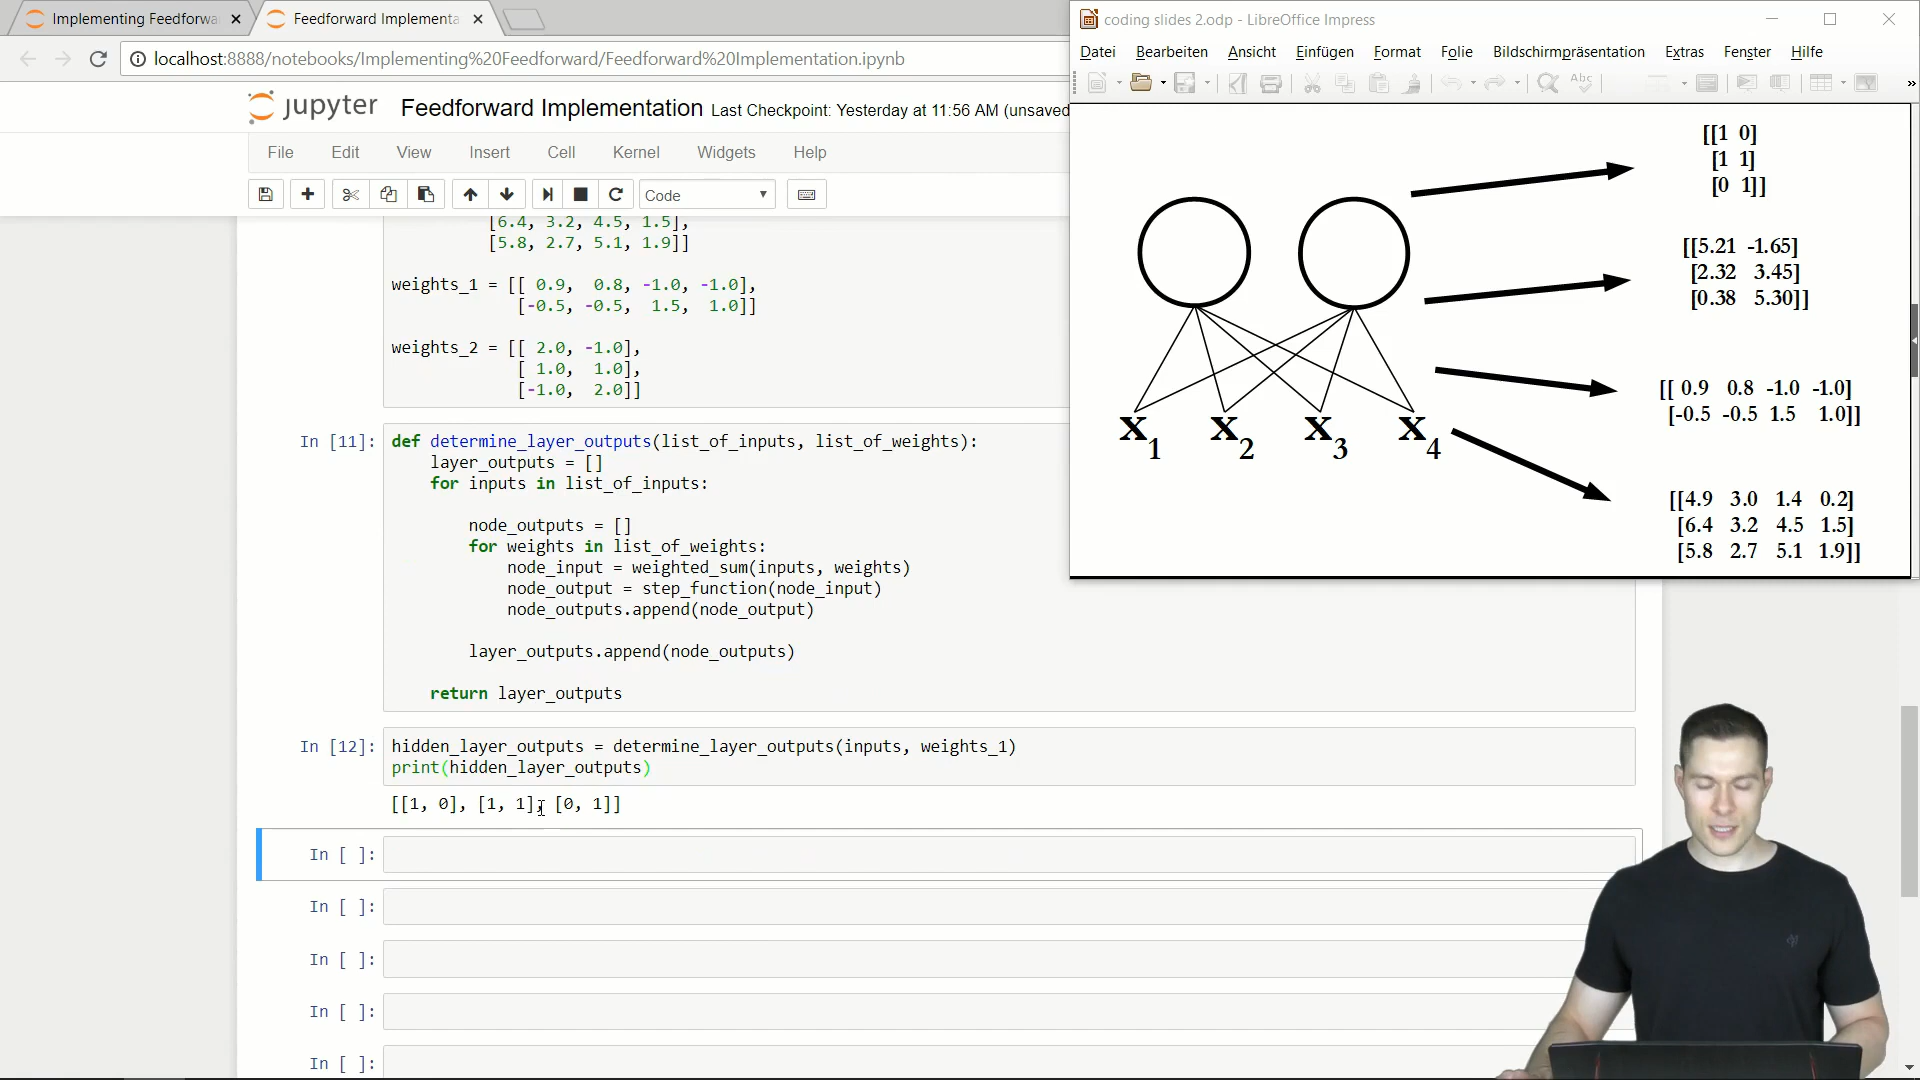 Implementing Feedforwa
Feedforward Implementa
localhost:8888/notebooks/Implementing%20Feedforward/Feedforward%20Implementation.ipynb
jupyter Feedforward Implementation Last Checkpoint: Yesterday at 11:56 AM (unsaved
File Edit View Insert Cell Kernel Widgets Help
Code
[6.4, 3.2, 4.5, 1.5],
[5.8, 2.7, 5.1, 1.9]]
weights_1 = [[ 0.9, 0.8, -1.0, -1.0],
[-0.5, -0.5, 1.5, 1.0]]
weights_2 = [[ 2.0, -1.0],
[ 1.0, 1.0],
[-1.0, 2.0]]
In [11]:
def determine_layer_outputs(list_of_inputs, list_of_weights):
layer_outputs = []
for inputs in list_of_inputs:
node_outputs = []
for weights in list_of_weights:
node_input = weighted_sum(inputs, weights)
node_output = step_function(node_input)
node_outputs.append(node_output)
layer_outputs.append(node_outputs)
return layer_outputs
In [12]:
hidden_layer_outputs = determine_layer_outputs(inputs, weights_1)
print(hidden_layer_outputs)
[[1, 0], [1, 1], [0, 1]]
In [ ]:
In [ ]:
In [ ]:
In [ ]:
In [ ]:
coding slides 2.odp - LibreOffice Impress
Datei Bearbeiten Ansicht Einfügen Format Folie Bildschirmpräsentation Extras Fenster Hilfe
Abc
[[1 0]
[1 1]
[0 1]]
[[5.21 -1.65]
[2.32 3.45]
[0.38 5.30]]
[[ 0.9 0.8 -1.0 -1.0]
[-0.5 -0.5 1.5 1.0]]
x1 x2 x3 x4
[[4.9 3.0 1.4 0.2]
[6.4 3.2 4.5 1.5]
[5.8 2.7 5.1 1.9]]